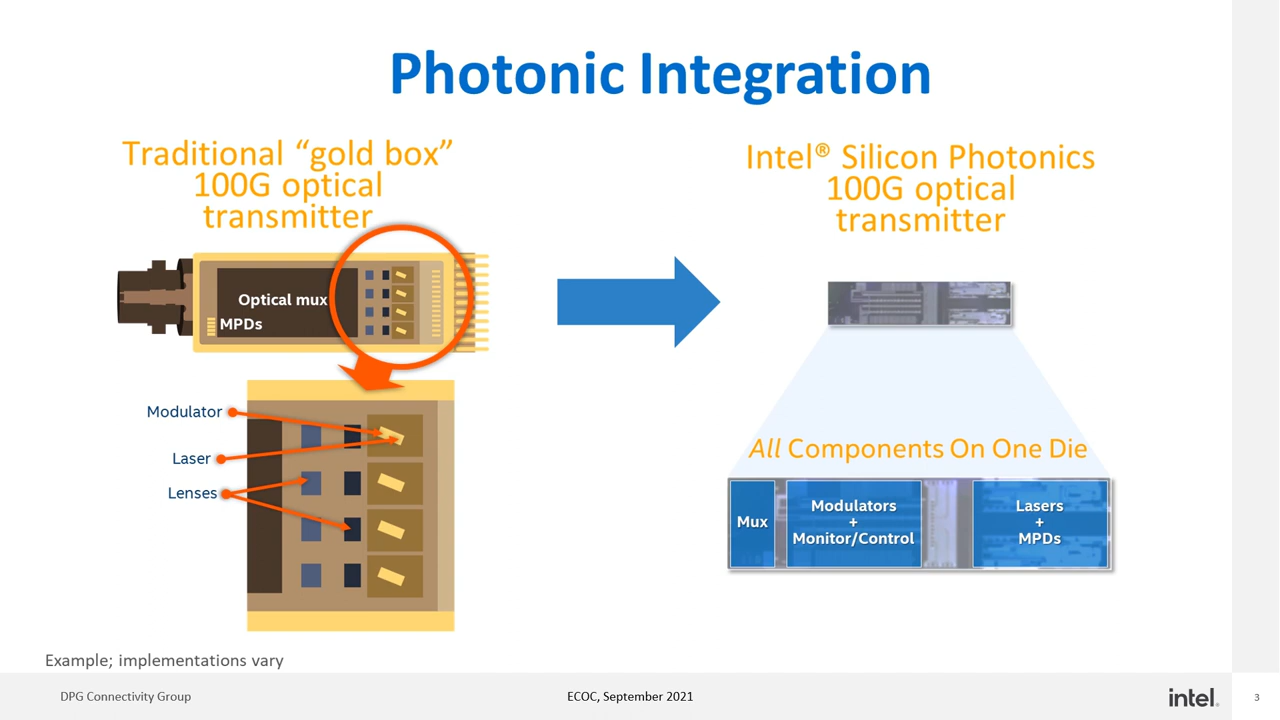 Photonic Integration
Traditional “gold box”
100G optical
transmitter
Optical mux
MPDs
Modulator
Laser
Lenses
Intel® Silicon Photonics
100G optical
transmitter
All Components On One Die
Mux
Modulators
+
Monitor/Control
Lasers
+
MPDs
Example; implementations vary
DPG Connectivity Group
ECOC, September 2021
intel.
3